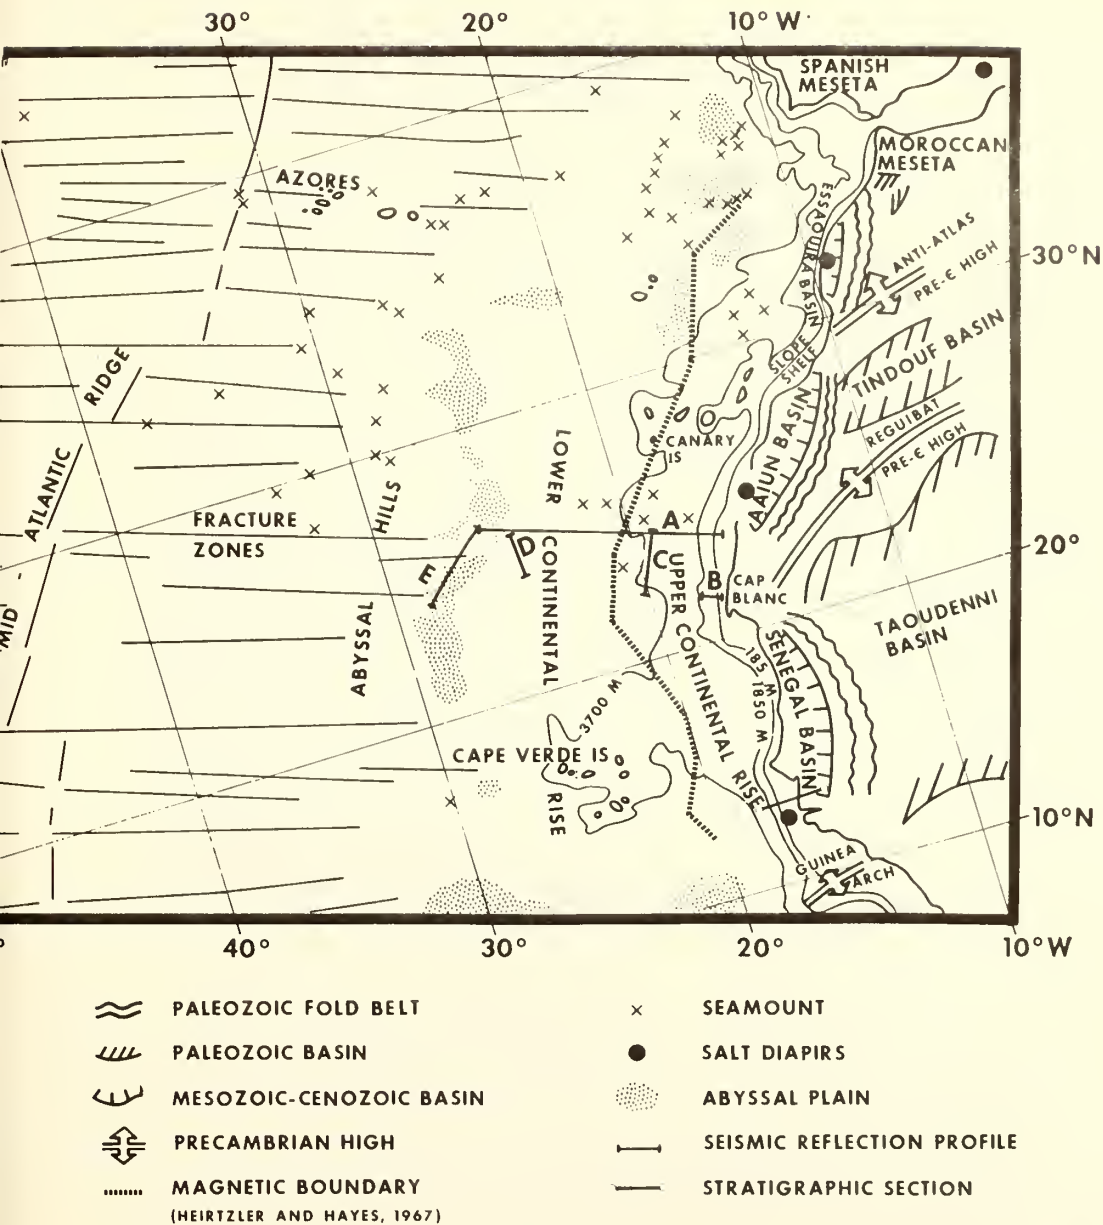 30° 20° 10° W
SPANISH
MESETA
MOROCCAN
MESETA
AZORES
ESSAOUIRA BASIN
ANTI-ATLAS
PRE-Є HIGH
30° N
RIDGE
SLOPE
SHELF
TINDOUF BASIN
REGUIBAT
PRE-Є HIGH
CANARY
IS
AAIUN BASIN
ATLANTIC
LOWER
HILLS
FRACTURE
ZONES
A
D
C
E
B
CONTINENTAL
UPPER CONTINENTAL RISE
CAP
BLANC
20°
MID
ABYSSAL
TAOUDENNI
BASIN
SENEGAL BASIN
185 M
1850 M
3700 M
CAPE VERDE IS
RISE
10° N
GUINEA
ARCH
° 40° 30° 20° 10° W
PALEOZOIC FOLD BELT
PALEOZOIC BASIN
MESOZOIC-CENOZOIC BASIN
PRECAMBRIAN HIGH
MAGNETIC BOUNDARY
(HEIRTZLER AND HAYES, 1967)
SEAMOUNT
SALT DIAPIRS
ABYSSAL PLAIN
SEISMIC REFLECTION PROFILE
STRATIGRAPHIC SECTION